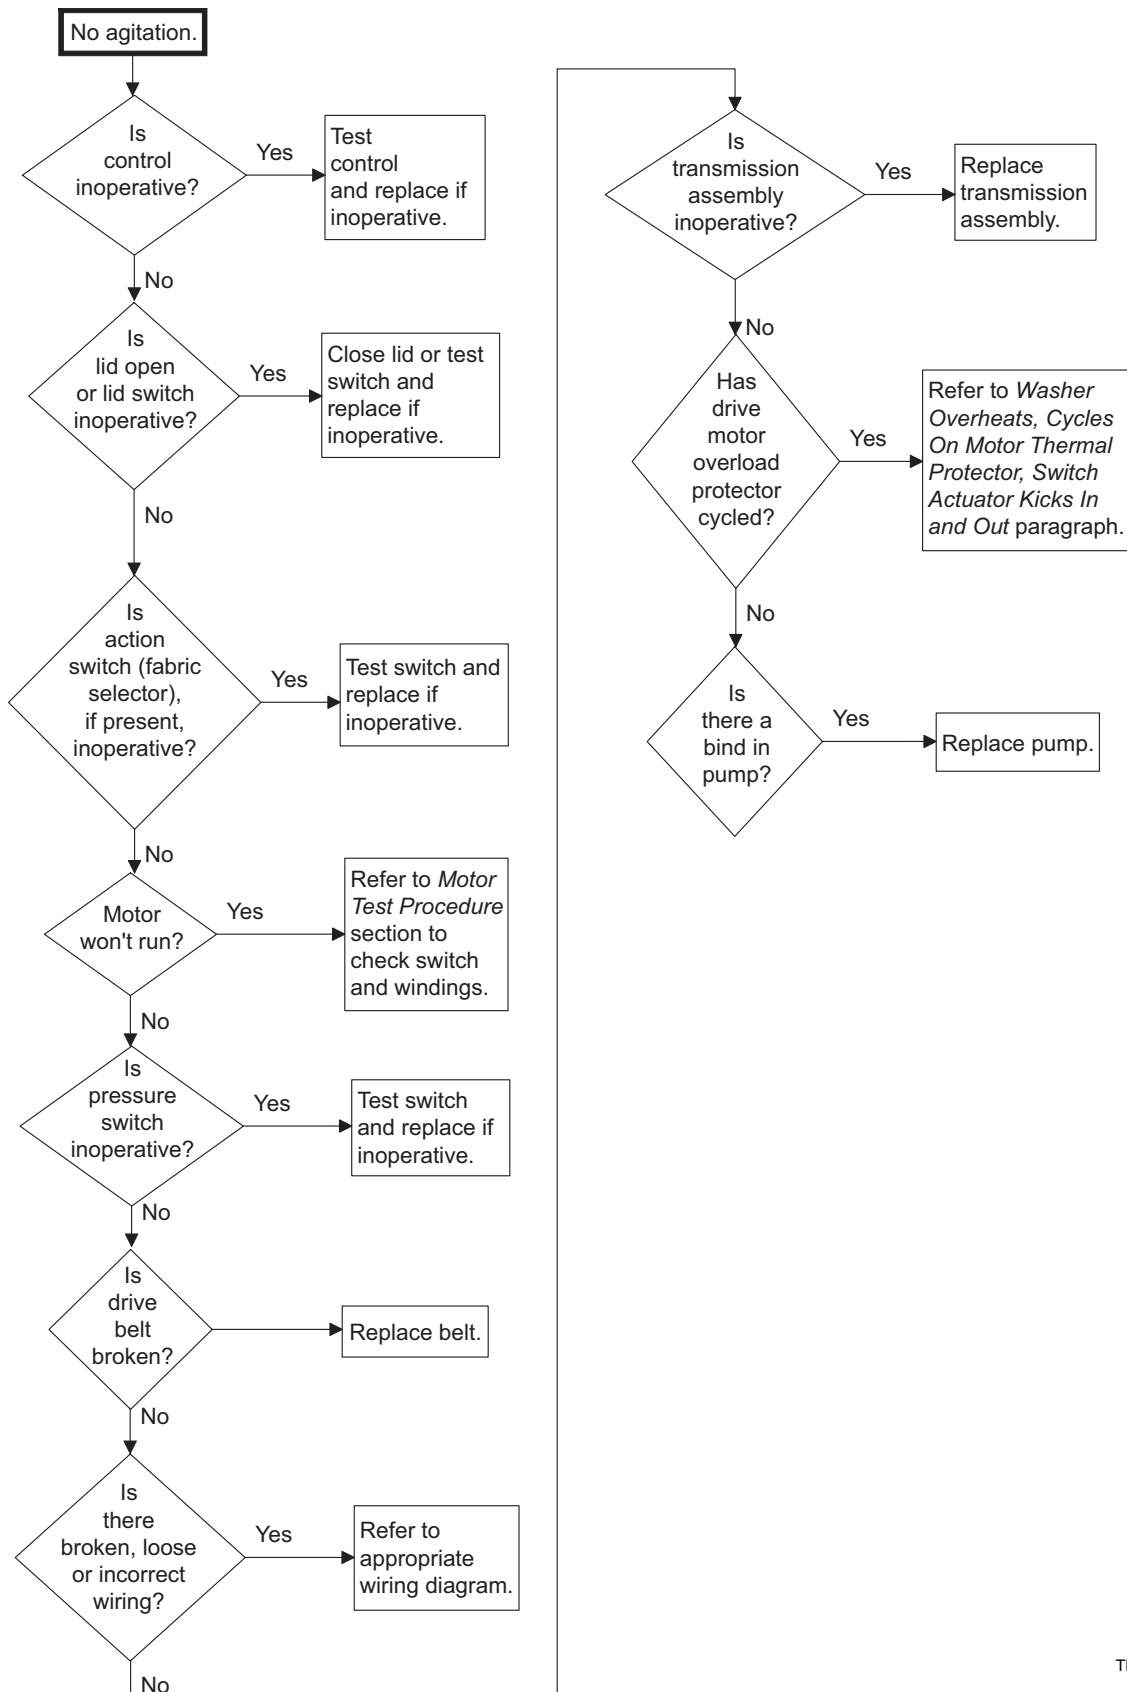 No agitation.
Is
control
inoperative?
Yes
Test
control
and replace if
inoperative.
No
Is
lid open
or lid switch
inoperative?
Yes
Close lid or test
switch and
replace if
inoperative.
No
Is
action
switch (fabric
selector),
if present,
inoperative?
Yes
Test switch and
replace if
inoperative.
No
Motor
won't run?
Yes
Refer to Motor
Test Procedure
section to
check switch
and windings.
No
Is
pressure
switch
inoperative?
Yes
Test switch
and replace if
inoperative.
No
Is
drive
belt
broken?
Replace belt.
No
Is
there
broken, loose
or incorrect
wiring?
Yes
Refer to
appropriate
wiring diagram.
No
Is
transmission
assembly
inoperative?
Yes
Replace
transmission
assembly.
No
Has
drive
motor
overload
protector
cycled?
Yes
Refer to Washer
Overheats, Cycles
On Motor Thermal
Protector, Switch
Actuator Kicks In
and Out paragraph.
No
Is
there a
bind in
pump?
Yes
Replace pump.